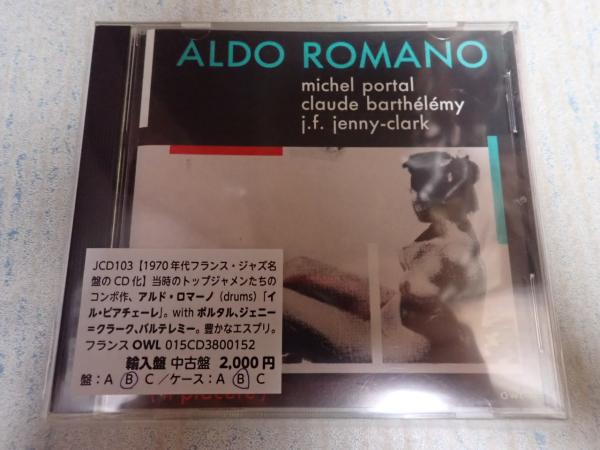 ALDO ROMANO
michel portal
claude barthélémy
j.f. jenny-clark
JCD103【1970年代フランス・ジャズ名
盤のCD化】当時のトップジャメンたちの
コンボ作、アルド・ロマーノ(drums)「イ
ル・ピアチェーレ」。with ポルタル、ジェニー
=クラーク、バルテレミー。豊かなエスプリ。
フランス OWL 015CD3800152
輸入盤 中古盤 2,000円
盤:A B C/ケース:A B C
OWL